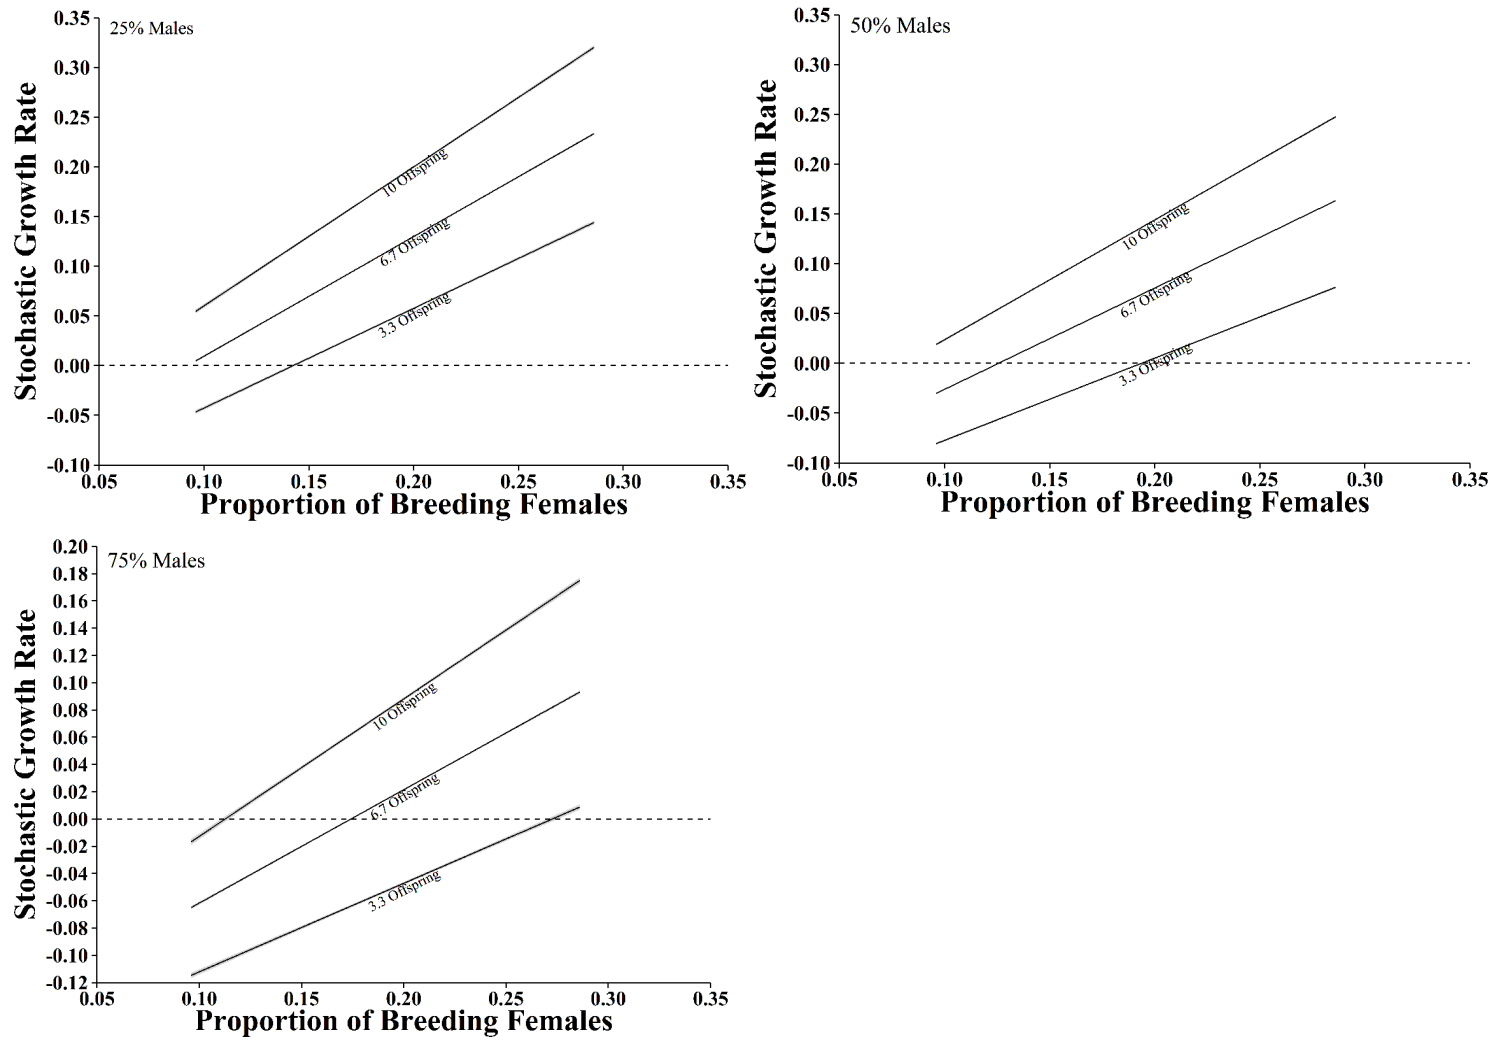 25% Males
0.35
0.30
0.25
0.20
0.15
0.10
0.05
0.00
-0.05
-0.10
Stochastic Growth Rate
10 Offspring
6.7 Offspring
3.3 Offspring
0.05 0.10 0.15 0.20 0.25 0.30 0.35
Proportion of Breeding Females
50% Males
0.35
0.30
0.25
0.20
0.15
0.10
0.05
0.00
-0.05
-0.10
Stochastic Growth Rate
10 Offspring
6.7 Offspring
3.3 Offspring
0.05 0.10 0.15 0.20 0.25 0.30 0.35
Proportion of Breeding Females
75% Males
0.20
0.18
0.16
0.14
0.12
0.10
0.08
0.06
0.04
0.02
0.00
-0.02
-0.04
-0.06
-0.08
-0.10
-0.12
Stochastic Growth Rate
10 Offspring
6.7 Offspring
3.3 Offspring
0.05 0.10 0.15 0.20 0.25 0.30 0.35
Proportion of Breeding Females